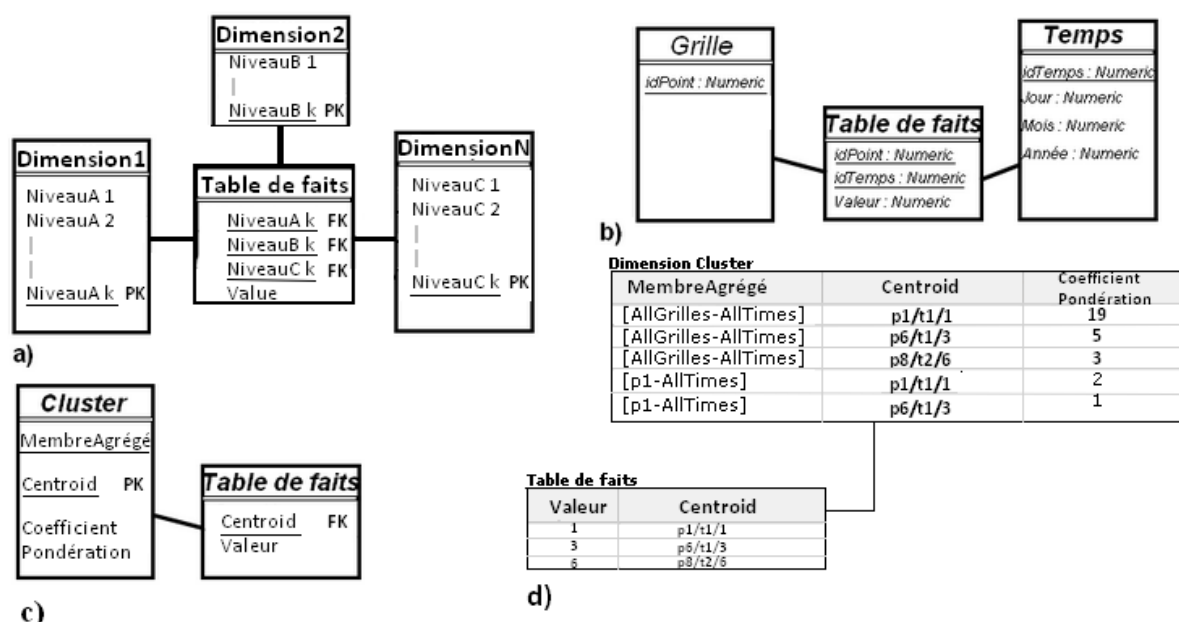 Dimension2
NiveauB 1
NiveauB k PK
Dimension1
NiveauA 1
NiveauA 2
NiveauA k PK
Table de faits
NiveauA k FK
NiveauB k FK
NiveauC k FK
Value
DimensionN
NiveauC 1
NiveauC 2
NiveauC k PK
a)
Grille
idPoint : Numeric
Table de faits
idPoint : Numeric
idTemps : Numeric
Valeur : Numeric
Temps
idTemps : Numeric
Jour : Numeric
Mois : Numeric
Année : Numeric
b)
Cluster
MembreAgrégé
Centroid PK
Coefficient
Pondération
Table de faits
Centroid FK
Valeur
c)
Dimension Cluster
MembreAgrégé Centroid Coefficient Pondération
[AllGrilles-AllTimes] p1/t1/1 19
[AllGrilles-AllTimes] p6/t1/3 5
[AllGrilles-AllTimes] p8/t2/6 3
[p1-AllTimes] p1/t1/1 2
[p1-AllTimes] p6/t1/3 1
Table de faits
Valeur Centroid
1 p1/t1/1
3 p6/t1/3
6 p8/t2/6
d)